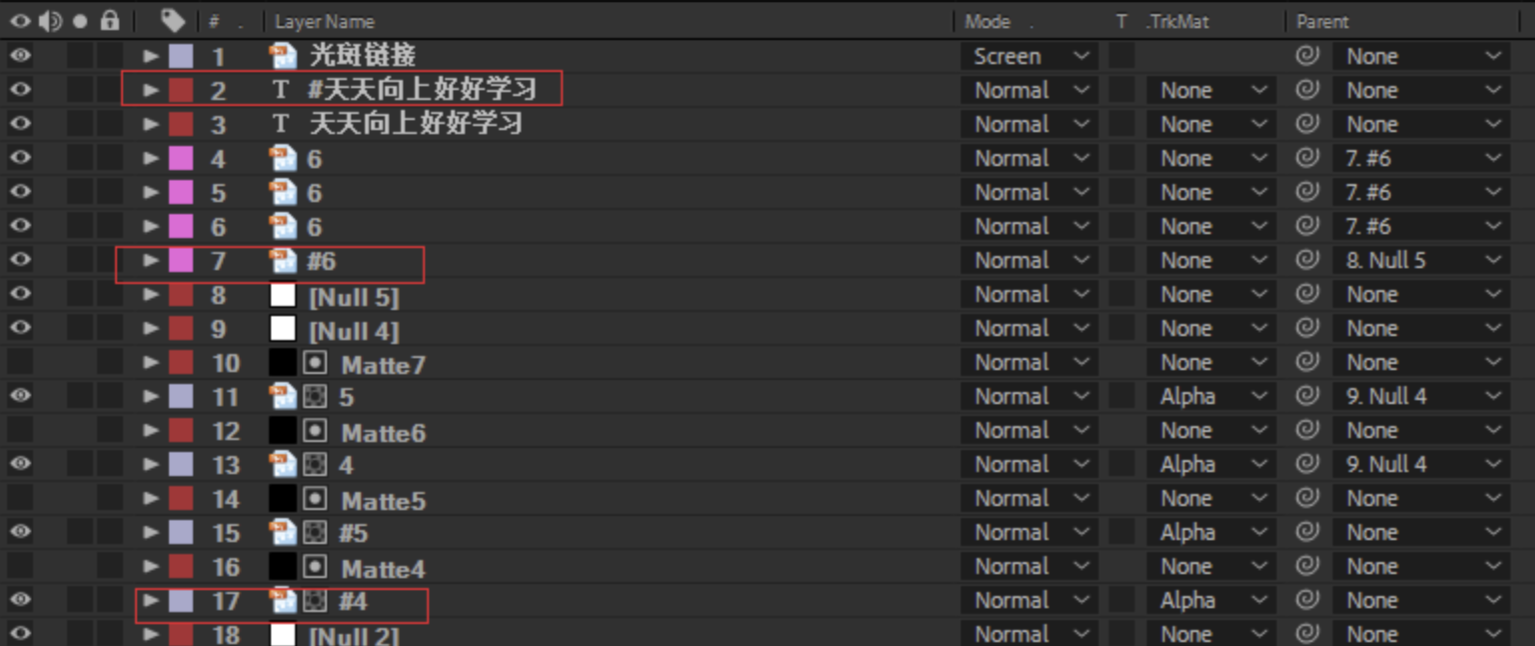 # . Layer Name Mode . T .TrkMat Parent
1 光斑链接 Screen None
2 T #天天向上好好学习 Normal None None
3 T 天天向上好好学习 Normal None None
4 6 Normal None 7. #6
5 6 Normal None 7. #6
6 6 Normal None 7. #6
7 #6 Normal None 8. Null 5
8 [Null 5] Normal None None
9 [Null 4] Normal None None
10 Matte7 Normal None None
11 5 Normal Alpha 9. Null 4
12 Matte6 Normal None None
13 4 Normal Alpha 9. Null 4
14 Matte5 Normal None None
15 #5 Normal Alpha None
16 Matte4 Normal None None
17 #4 Normal Alpha None
18 [Null 2] Normal None None